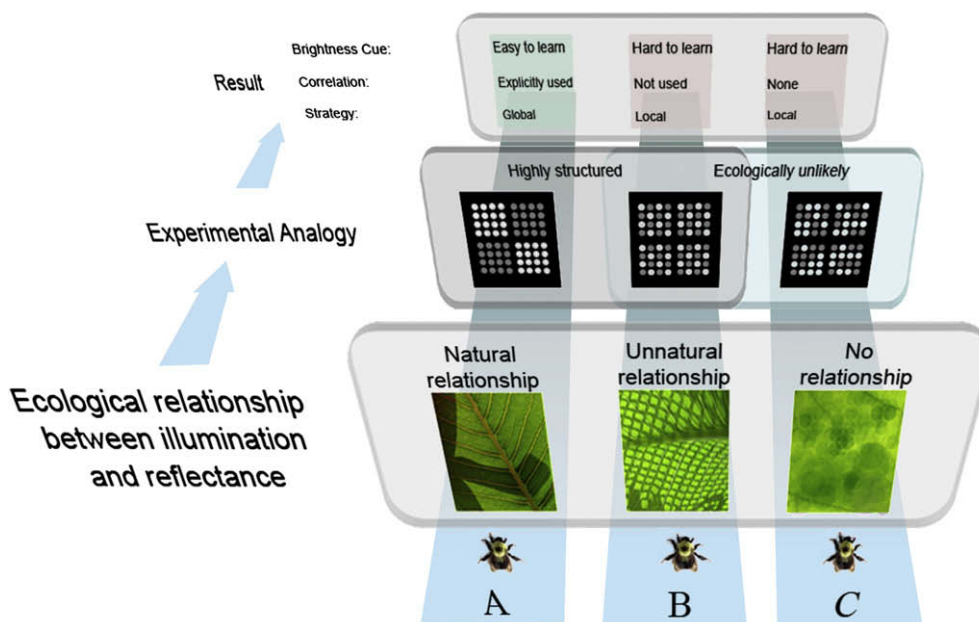 Brightness Cue: Easy to learn Hard to learn Hard to learn
Result Correlation: Explicitly used Not used None
Strategy: Global Local Local
Highly structured Ecologically unlikely
Experimental Analogy
Natural relationship
Unnatural relationship
No relationship
Ecological relationship
between illumination
and reflectance
A B C